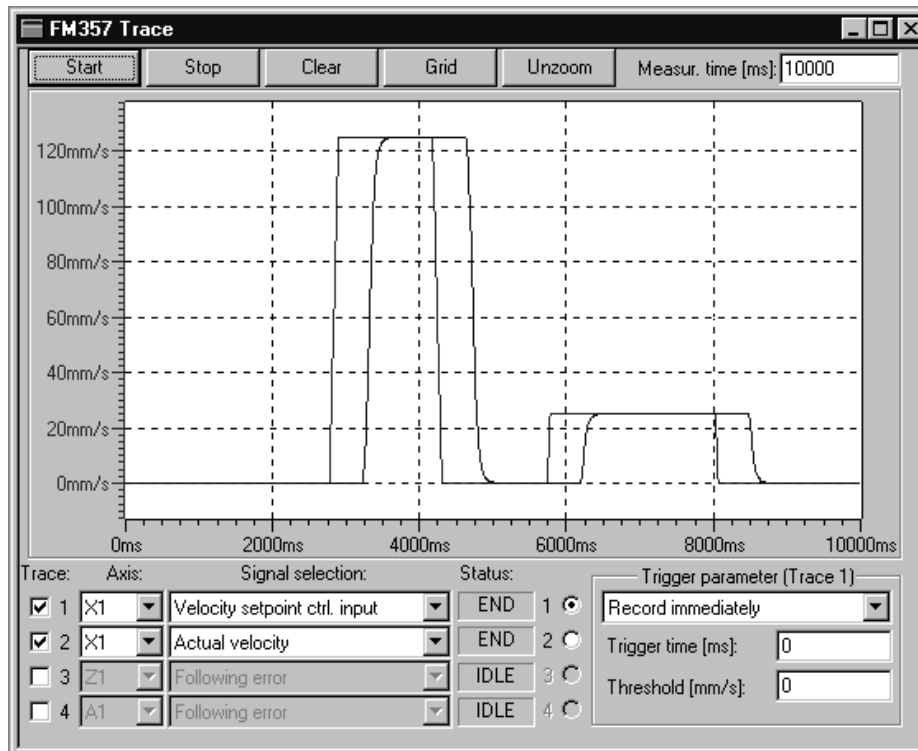 FM357 Trace
Start Stop Clear Grid Unzoom Measur. time [ms]: 10000
120mm/s
100mm/s
80mm/s
60mm/s
40mm/s
20mm/s
0mm/s
0ms 2000ms 4000ms 6000ms 8000ms 10000ms
Trace: Axis: Signal selection: Status: Trigger parameter (Trace 1)
1 X1 Velocity setpoint ctrl. input END 1 Record immediately
2 X1 Actual velocity END 2 Trigger time [ms]: 0
3 Z1 Following error IDLE 3 Threshold [mm/s]: 0
4 A1 Following error IDLE 4